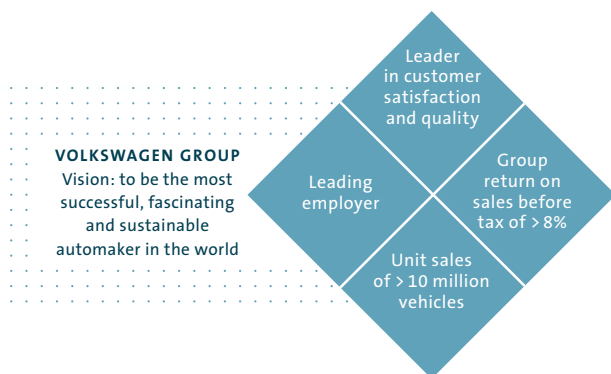 Leader
in customer
satisfaction
and quality
VOLKSWAGEN GROUP
Vision: to be the most
successful, fascinating
and sustainable
automaker in the world
Leading
employer
Group
return on
sales before
tax of > 8%
Unit sales
of > 10 million
vehicles